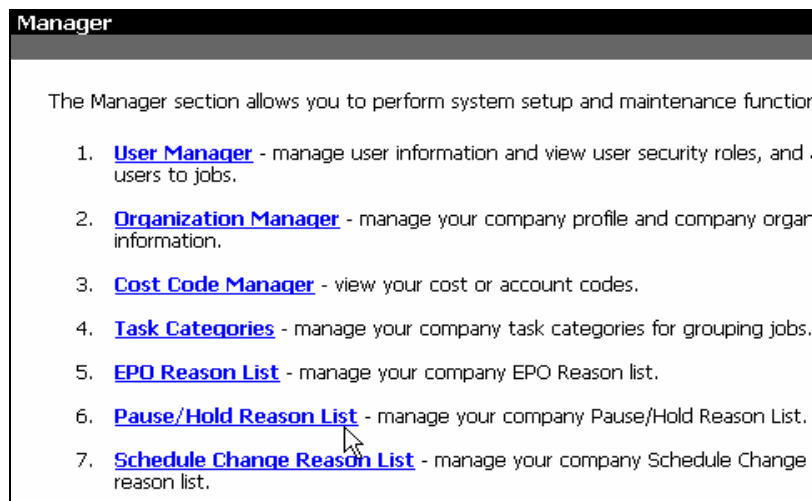 Manager
The Manager section allows you to perform system setup and maintenance function
1. User Manager - manage user information and view user security roles, and
users to jobs.
2. Organization Manager - manage your company profile and company organ
information.
3. Cost Code Manager - view your cost or account codes.
4. Task Categories - manage your company task categories for grouping jobs.
5. EPO Reason List - manage your company EPO Reason list.
6. Pause/Hold Reason List - manage your company Pause/Hold Reason List.
7. Schedule Change Reason List - manage your company Schedule Change
reason list.